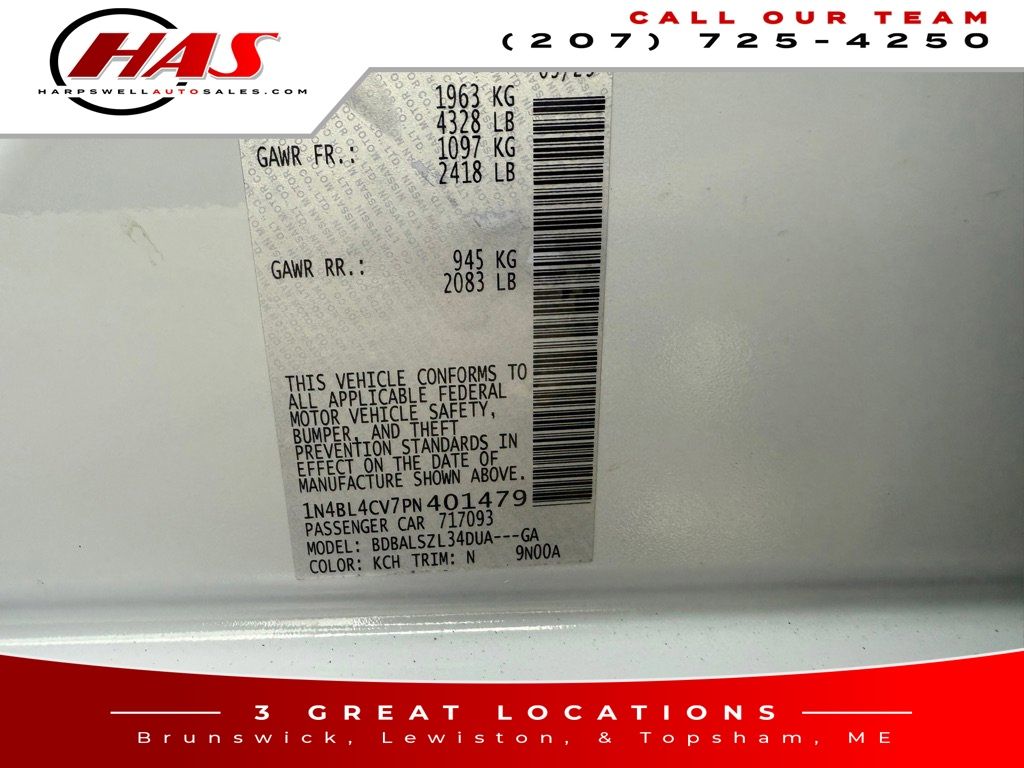 HAS
HARPSWELLAUTOSALES.COM
CALL OUR TEAM
(207) 725-4250
1963 KG
4328 LB
GAWR FR.: 1097 KG
2418 LB
GAWR RR.: 945 KG
2083 LB
THIS VEHICLE CONFORMS TO
ALL APPLICABLE FEDERAL
MOTOR VEHICLE SAFETY,
BUMPER, AND THEFT
PREVENTION STANDARDS IN
EFFECT ON THE DATE OF
MANUFACTURE SHOWN ABOVE.
1N4BL4CV7PN401479
PASSENGER CAR 717093
MODEL: BDBALSZL34DUA---GA
COLOR: KCH TRIM: N 9N00A
3 GREAT LOCATIONS
Brunswick, Lewiston, & Topsham, ME